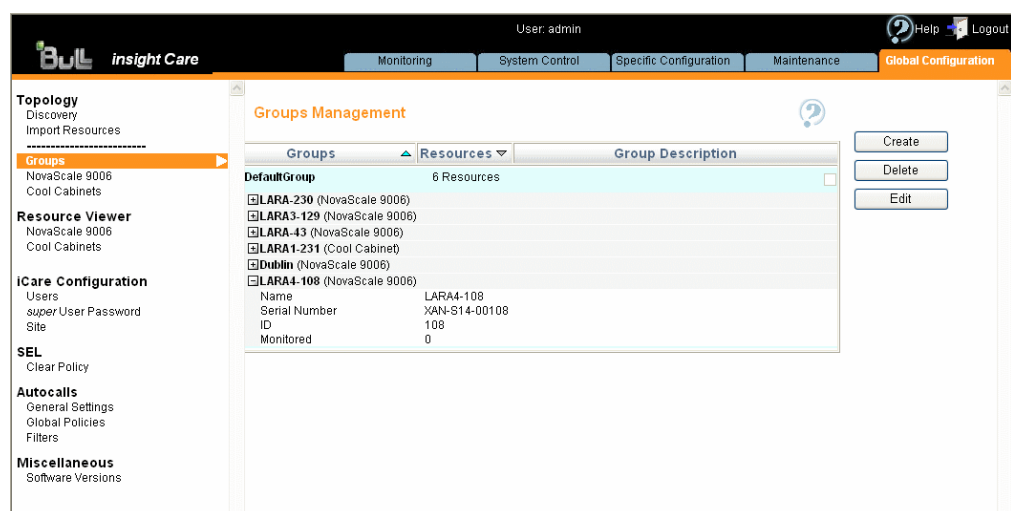 User: admin
Help Logout
Bull insight Care
Monitoring System Control Specific Configuration Maintenance Global Configuration
Topology
Discovery
Import Resources
-------------------------
Groups
NovaScale 9006
Cool Cabinets
Resource Viewer
NovaScale 9006
Cool Cabinets
iCare Configuration
Users
super User Password
Site
SEL
Clear Policy
Autocalls
General Settings
Global Policies
Filters
Miscellaneous
Software Versions
Groups Management
Groups Resources Group Description
DefaultGroup 6 Resources
LARA-230 (NovaScale 9006)
LARA3-129 (NovaScale 9006)
LARA-43 (NovaScale 9006)
LARA1-231 (Cool Cabinet)
Dublin (NovaScale 9006)
LARA4-108 (NovaScale 9006)
Name LARA4-108
Serial Number XAN-S14-00108
ID 108
Monitored 0
Create
Delete
Edit